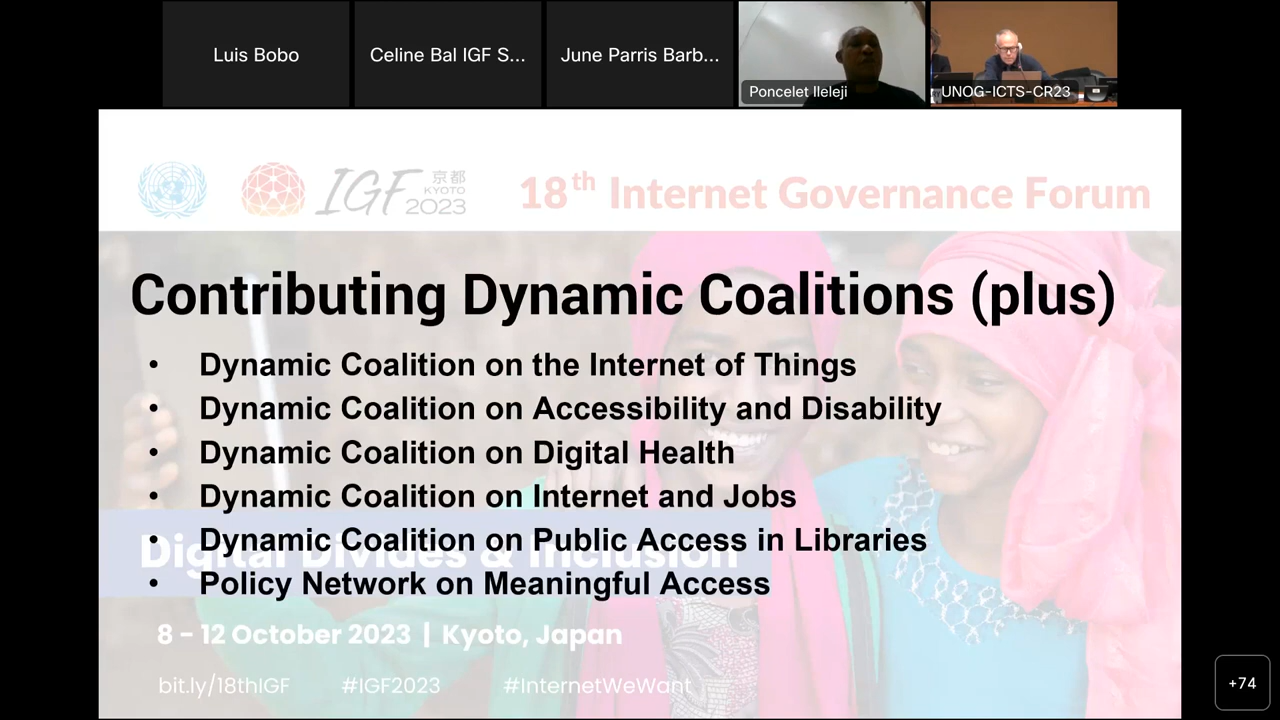 Luis Bobo
Celine Bal IGF S...
June Parris Barb...
Poncelet Ileleji
UNOG-ICTS-CR23
IGF 京都
KYOTO
2023
18th Internet Governance Forum
Contributing Dynamic Coalitions (plus)
• Dynamic Coalition on the Internet of Things
• Dynamic Coalition on Accessibility and Disability
• Dynamic Coalition on Digital Health
• Dynamic Coalition on Internet and Jobs
• Dynamic Coalition on Public Access in Libraries
Digital Divides & Inclusion
• Policy Network on Meaningful Access
8 - 12 October 2023 | Kyoto, Japan
bit.ly/18thIGF #IGF2023 #InternetWeWant
+74